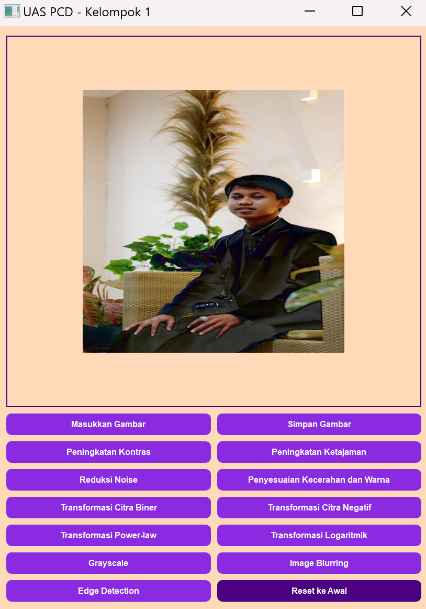 UAS PCD - Kelompok 1
Masukkan Gambar
Simpan Gambar
Peningkatan Kontras
Peningkatan Ketajaman
Reduksi Noise
Penyesuaian Kecerahan dan Warna
Transformasi Citra Biner
Transformasi Citra Negatif
Transformasi Power-law
Transformasi Logaritmik
Grayscale
Image Blurring
Edge Detection
Reset ke Awal